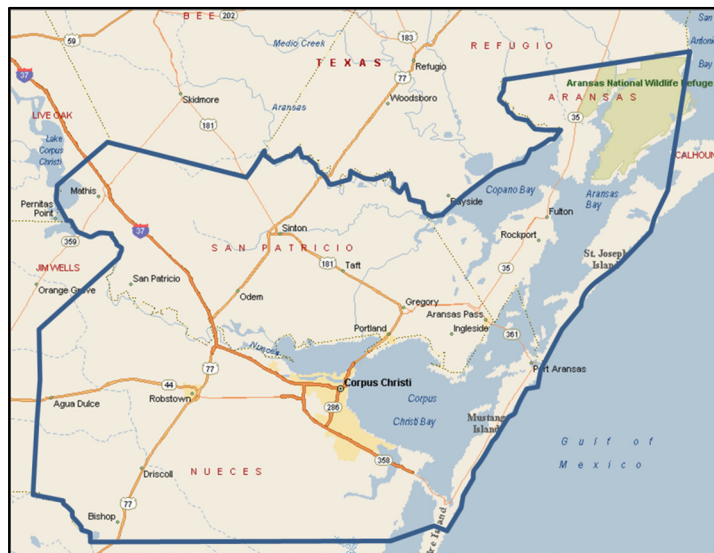 BEE
202
San
Antonio
Bay
59
183
REFUGIO
Medio Creek
TEXAS
77
Refugio
37
Aransas National Wildlife Refuge
Skidmore
Woodsboro
ARANSAS
Aransas
35
LIVE OAK
181
Lake
Corpus
Christi
CALHOUN
Mathis
Copano Bay
Aransas
Bay
Pernitas
Point
Bayside
Fulton
37
Sinton
359
SAN PATRICIO
Rockport
St. Joseph
Island
JIM WELLS
181
Taft
35
Orange Grove
San Patricio
Odem
Gregory
Aransas Pass
Portland
Ingleside
361
Nueces
77
Port Aransas
44
Corpus Christi
Agua Dulce
Robstown
286
Corpus
Christi Bay
Mustang
Island
Gulf of
Mexico
358
Driscoll
NUECES
77
Bishop
Island